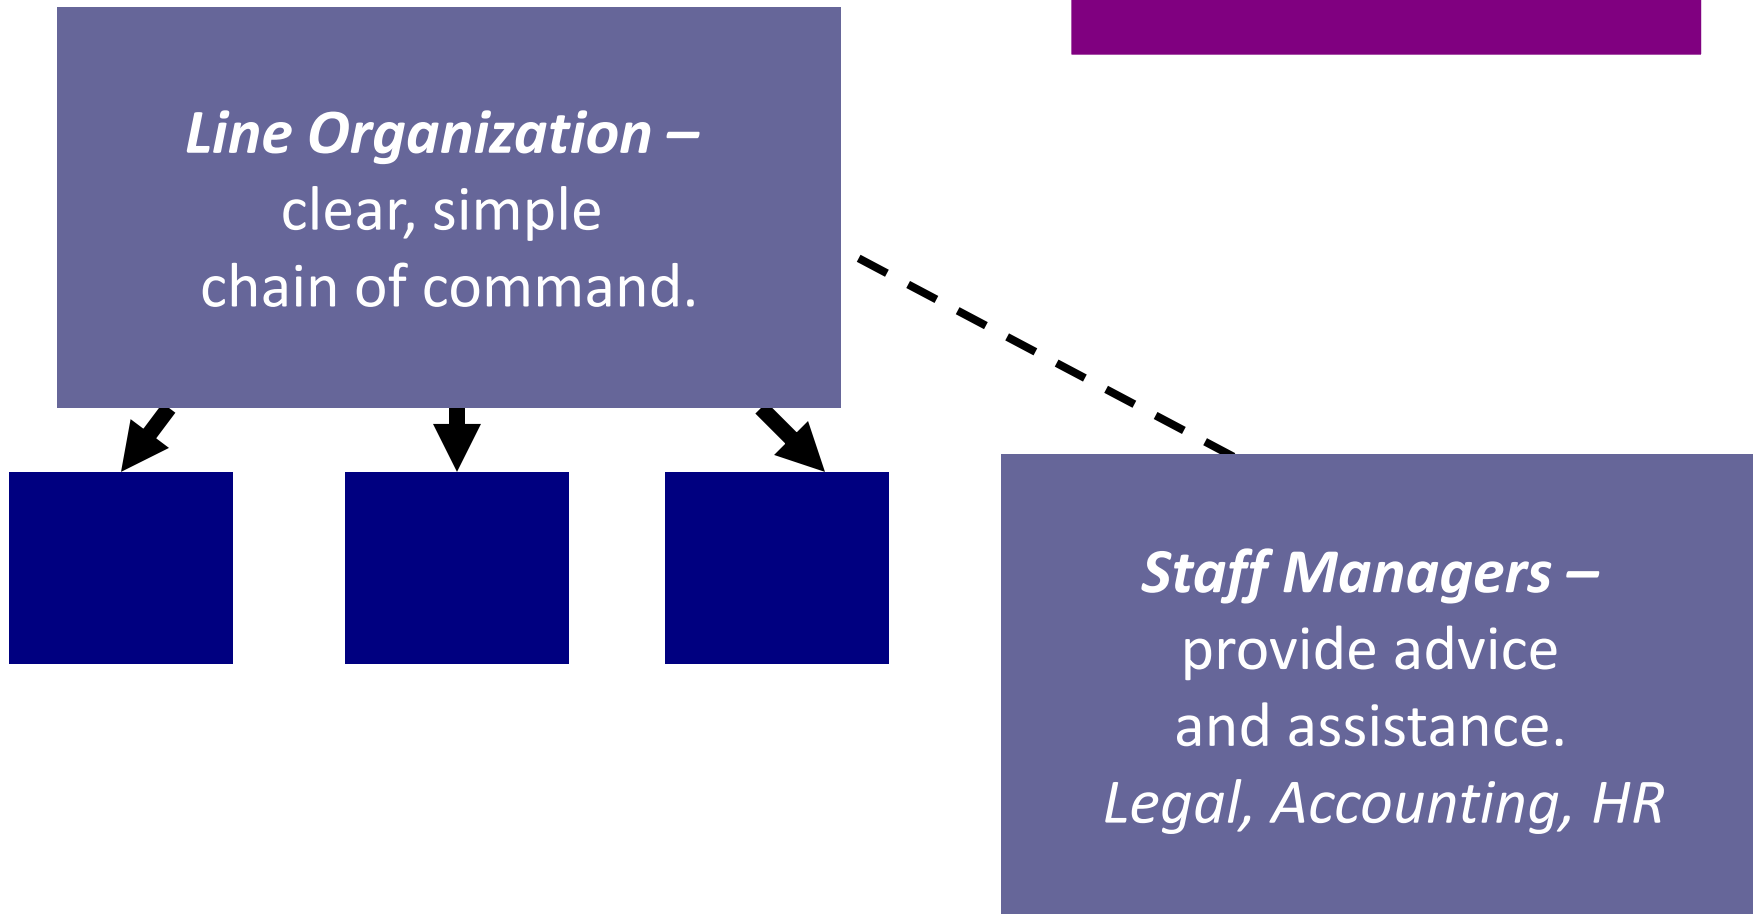 Line Organization –
clear, simple
chain of command.
Staff Managers –
provide advice
and assistance.
Legal, Accounting, HR